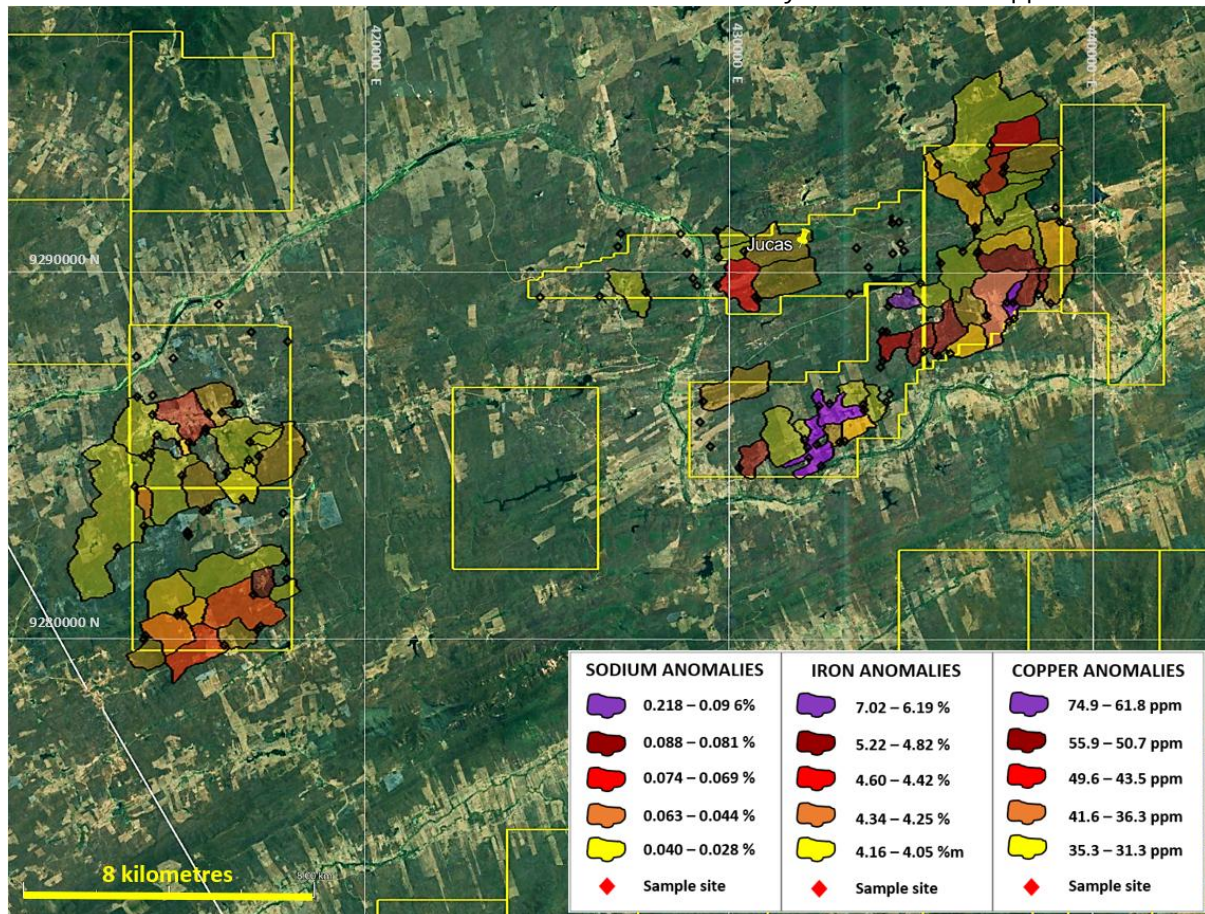 420000 E
430000 E
440000 E
Jucas
9290000 N
9280000 N
SODIUM ANOMALIES
0.218 – 0.09 6%
0.088 – 0.081 %
0.074 – 0.069 %
0.063 – 0.044 %
0.040 – 0.028 %
Sample site
IRON ANOMALIES
7.02 – 6.19 %
5.22 – 4.82 %
4.60 – 4.42 %
4.34 – 4.25 %
4.16 – 4.05 %m
Sample site
COPPER ANOMALIES
74.9 – 61.8 ppm
55.9 – 50.7 ppm
49.6 – 43.5 ppm
41.6 – 36.3 ppm
35.3 – 31.3 ppm
Sample site
8 kilometres